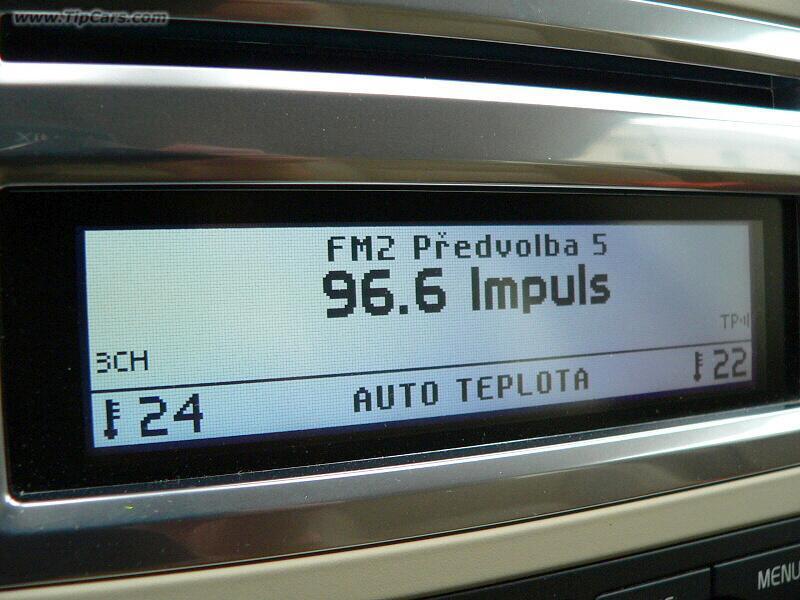 www.TipCars.com
FM2 Předvolba 5
96.6 Impuls
TP
3CH
24 AUTO TEPLOTA 22
MENU